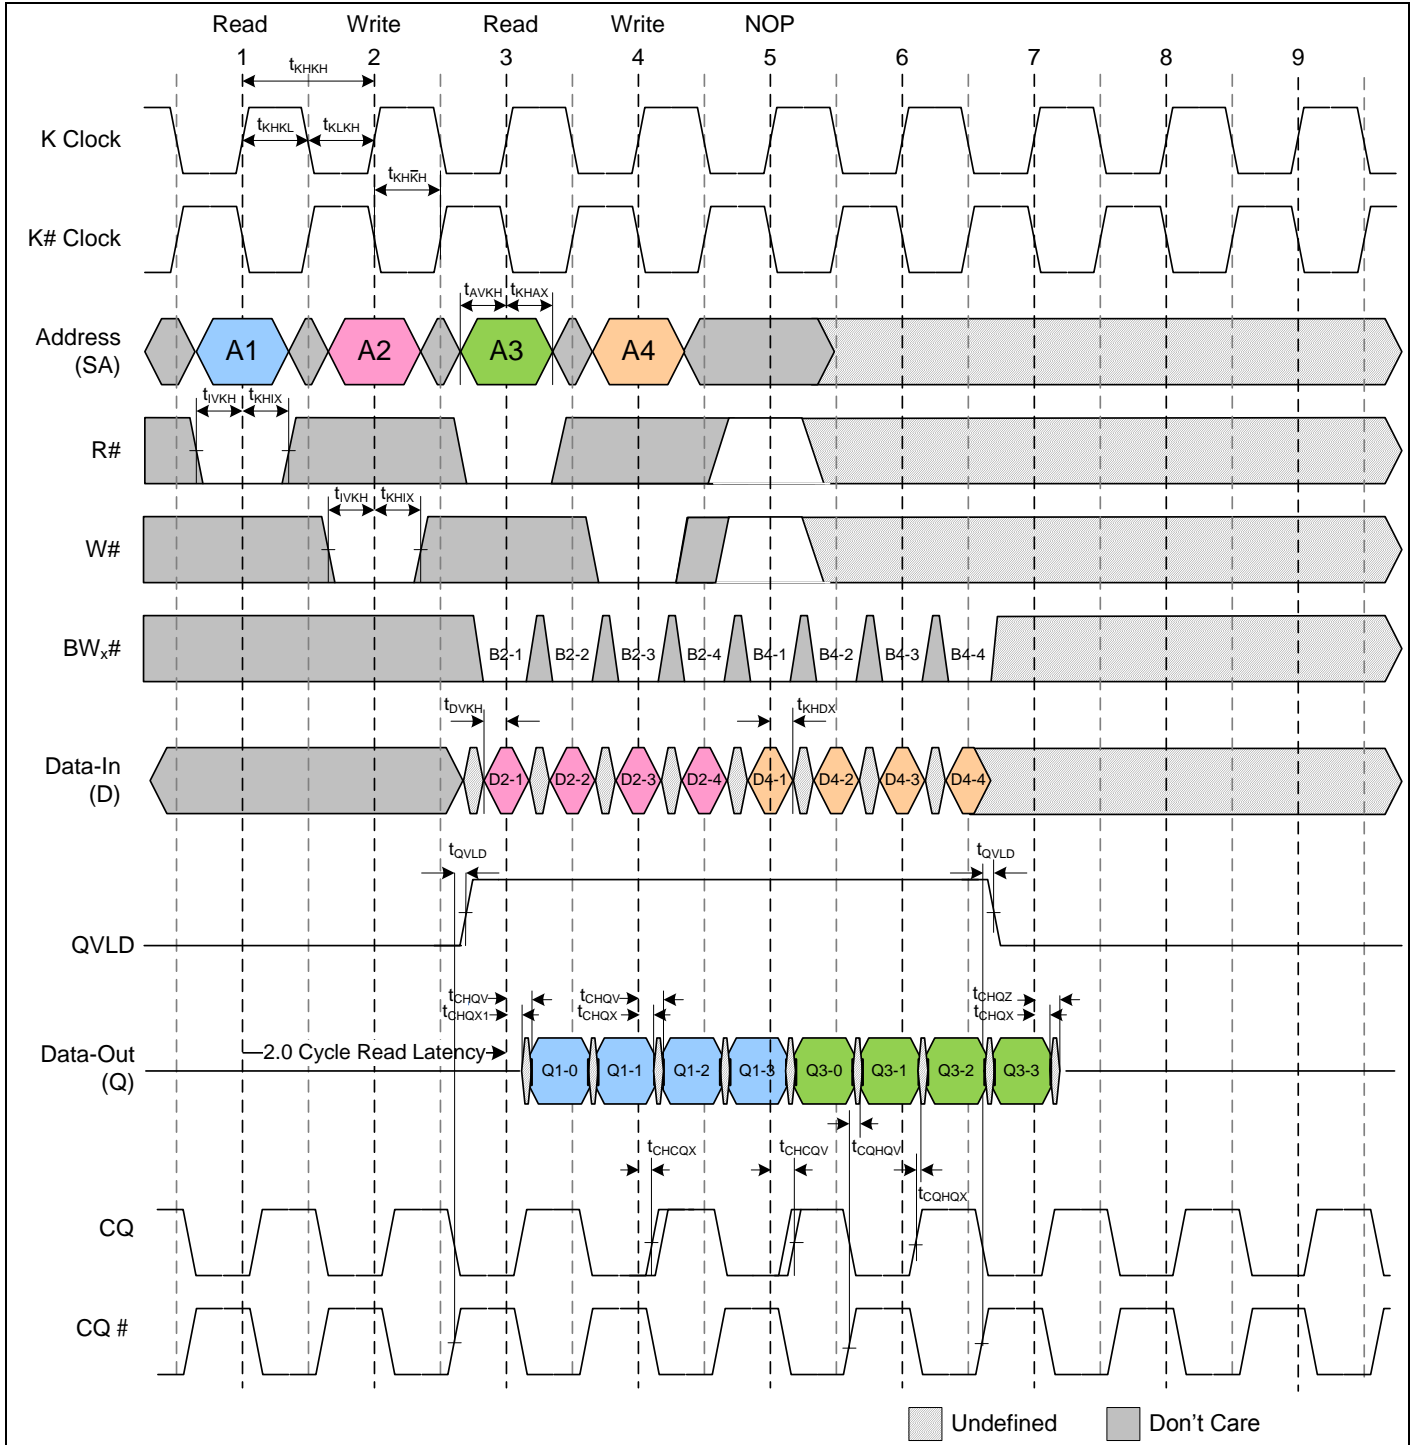 Read Write Read Write NOP
1 2 3 4 5 6 7 8 9
tKHKH
K Clock
tKHKL tKLKH
tKHK̅H
K# Clock
tAVKH tKHAX
Address
(SA)
A1 A2 A3 A4
tIVKH tKHIX
R#
tIVKH tKHIX
W#
BWx#
B2-1 B2-2 B2-3 B2-4 B4-1 B4-2 B4-3 B4-4
tDVKH tKHDX
Data-In
(D)
D2-1 D2-2 D2-3 D2-4 D4-1 D4-2 D4-3 D4-4
tQVLD tQVLD
QVLD
tCHQV tCHQV tCHQZ
tCHQX1 tCHQX tCHQX
Data-Out
(Q)
2.0 Cycle Read Latency
Q1-0 Q1-1 Q1-2 Q1-3 Q3-0 Q3-1 Q3-2 Q3-3
tCHCQX tCHCQV tCQHQV
tCQHQX
CQ
CQ #
Undefined Don't Care